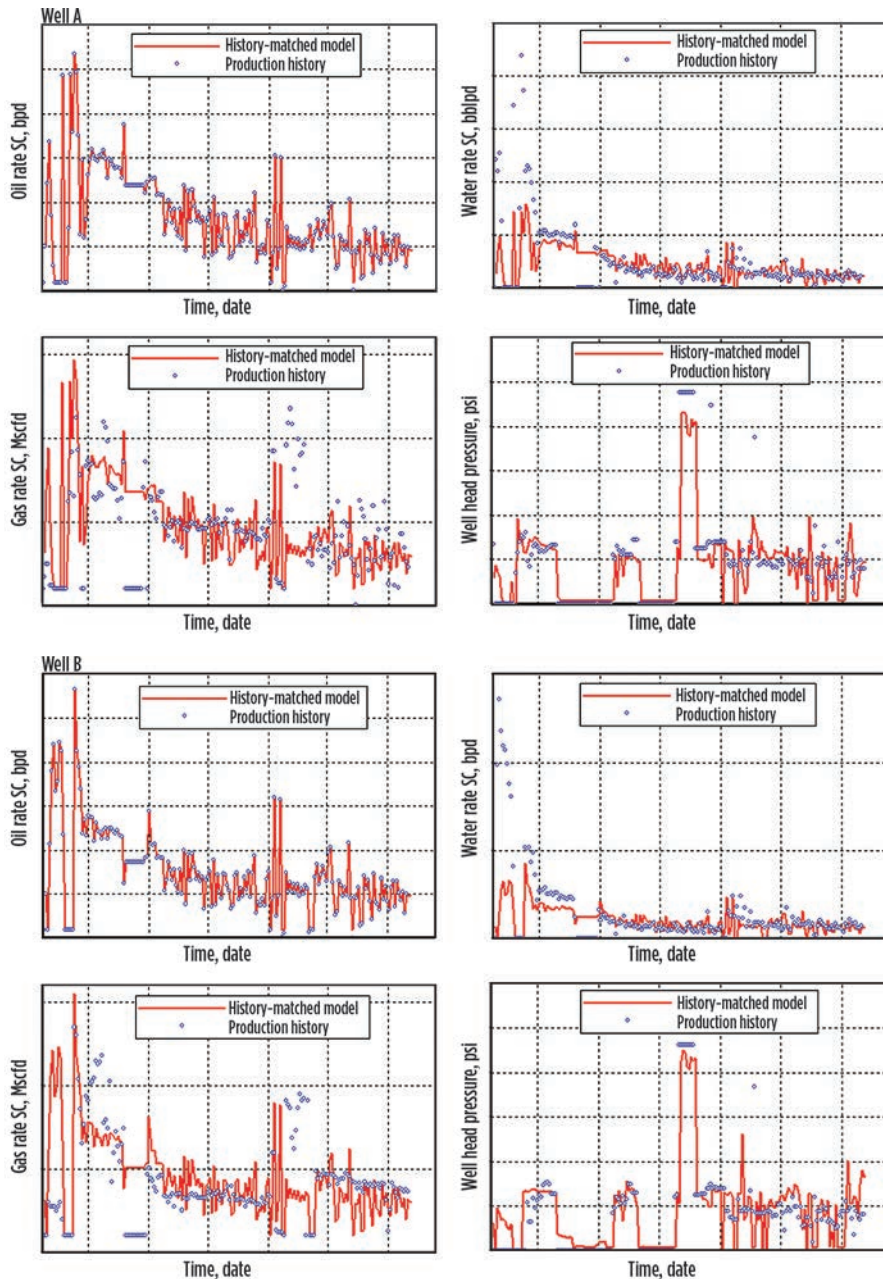 Well A
History-matched model
Production history
Oil rate SC, bpd
Time, date
History-matched model
Production history
Water rate SC, bblpd
Time, date
History-matched model
Production history
Gas rate SC, Mscfd
Time, date
History-matched model
Production history
Well head pressure, psi
Time, date
Well B
History-matched model
Production history
Oil rate SC, bpd
Time, date
History-matched model
Production history
Water rate SC, bpd
Time, date
History-matched model
Production history
Gas rate SC, Mscfd
Time, date
History-matched model
Production history
Well head pressure, psi
Time, date